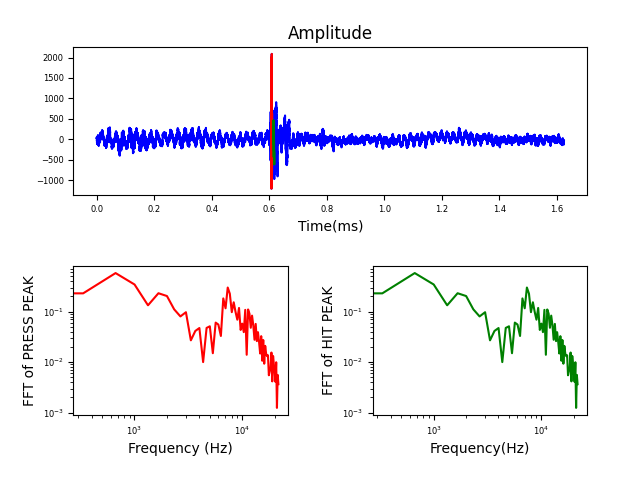 Amplitude
2000
1500
1000
500
0
−500
−1000
0.0 0.2 0.4 0.6 0.8 1.0 1.2 1.4 1.6
Time(ms)
FFT of PRESS PEAK
10⁻¹
10⁻²
10⁻³
10³ 10⁴
Frequency (Hz)
FFT of HIT PEAK
10⁻¹
10⁻²
10⁻³
10³ 10⁴
Frequency(Hz)